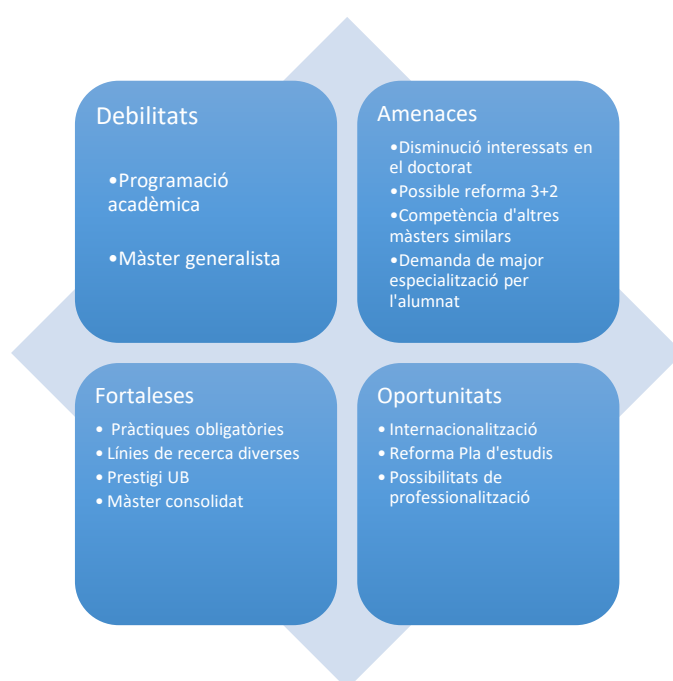 Debilitats
•Programació
acadèmica
•Màster generalista
Amenaces
•Disminució interessats en
el doctorat
•Possible reforma 3+2
•Competència d'altres
màsters similars
•Demanda de major
especialització per
l'alumnat
Fortaleses
• Pràctiques obligatòries
• Línies de recerca diverses
• Prestigi UB
• Màster consolidat
Oportunitats
• Internacionalització
• Reforma Pla d'estudis
• Possibilitats de
professionalització